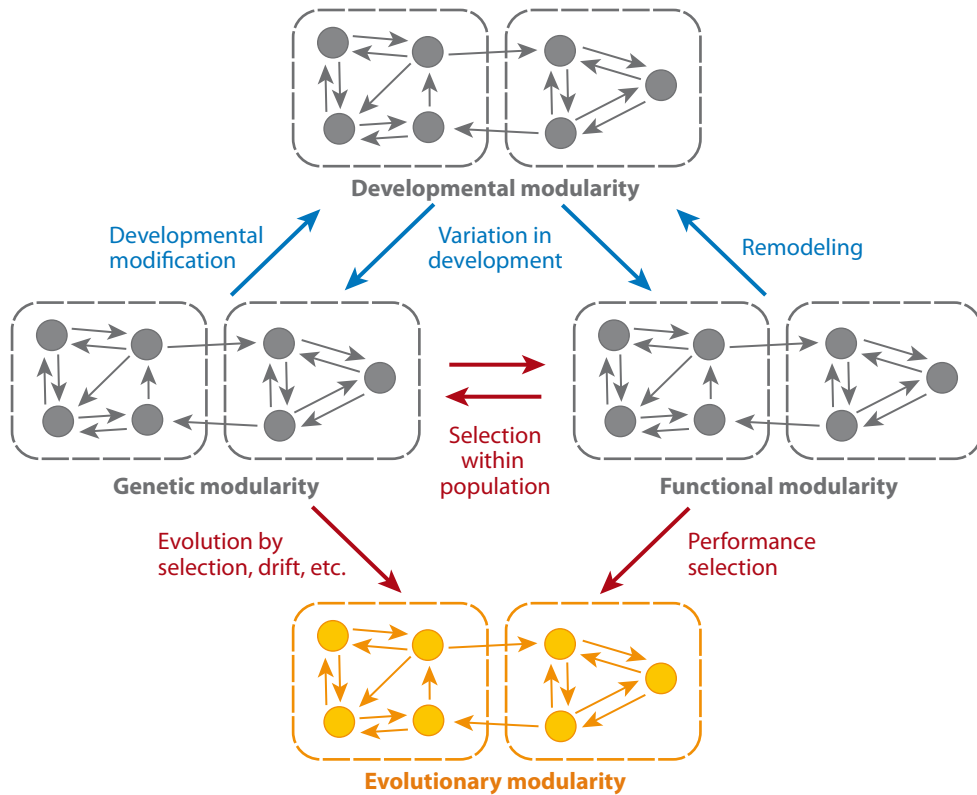 Developmental modularity
Developmental
modification
Variation in
development
Remodeling
Selection
within
population
Genetic modularity
Functional modularity
Evolution by
selection, drift, etc.
Performance
selection
Evolutionary modularity